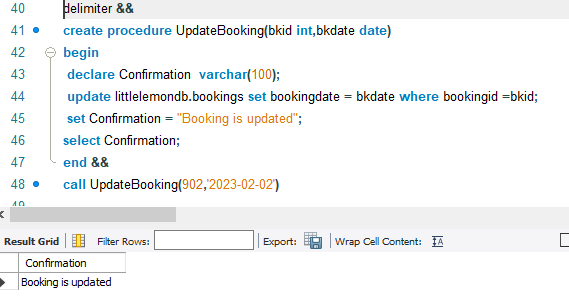 40 delimiter &&
41 create procedure UpdateBooking(bkid int,bkdate date)
42 begin
43 declare Confirmation  varchar(100);
44 update littlelemondb.bookings set bookingdate = bkdate where bookingid =bkid;
45 set Confirmation = "Booking is updated";
46 select Confirmation;
47 end &&
48 call UpdateBooking(902,'2023-02-02')
Result Grid Filter Rows: Export: Wrap Cell Content: IA
Confirmation
Booking is updated